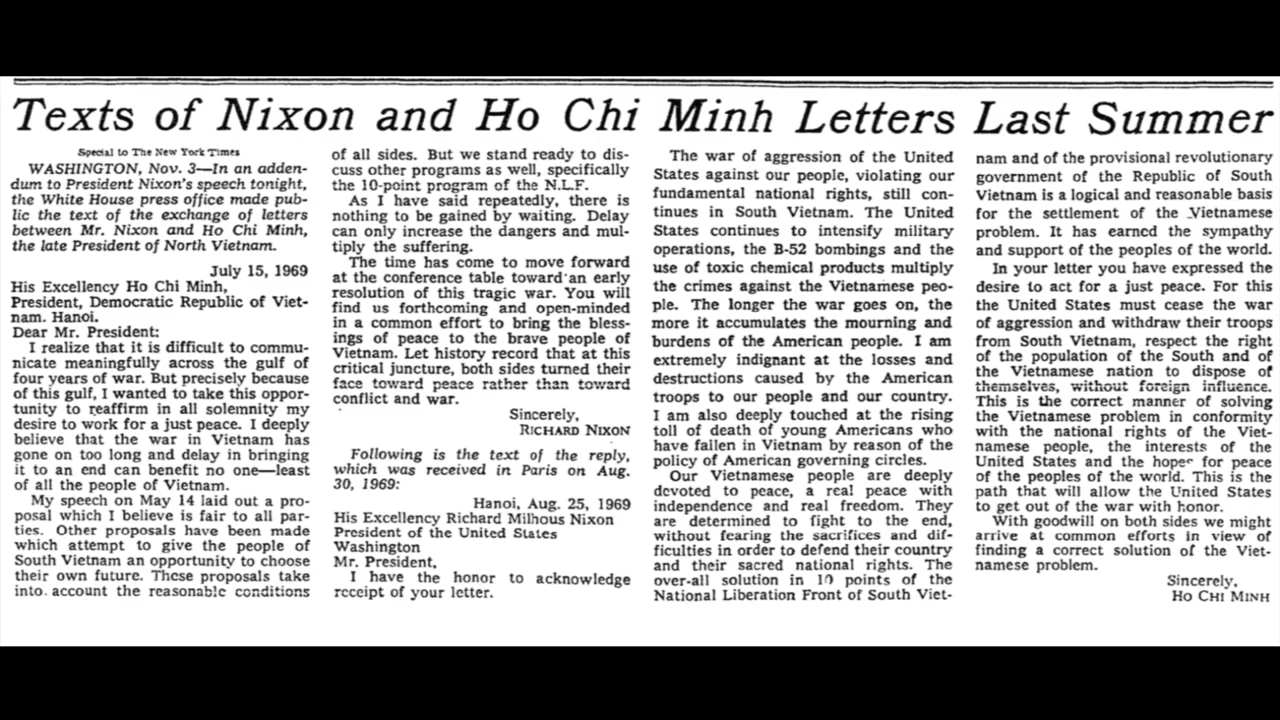 Texts of Nixon and Ho Chi Minh Letters Last Summer
Special to The New York Times
WASHINGTON, Nov. 3—In an adden-
dum to President Nixon's speech tonight,
the White House press office made pub-
lic the text of the exchange of letters
between Mr. Nixon and Ho Chi Minh,
the late President of North Vietnam.
July 15, 1969
His Excellency Ho Chi Minh,
President, Democratic Republic of Viet-
nam. Hanoi.
Dear Mr. President:
I realize that it is difficult to commu-
nicate meaningfully across the gulf of
four years of war. But precisely because
of this gulf, I wanted to take this oppor-
tunity to reaffirm in all solemnity my
desire to work for a just peace. I deeply
believe that the war in Vietnam has
gone on too long and delay in bringing
it to an end can benefit no one—least
of all the people of Vietnam.
My speech on May 14 laid out a pro-
posal which I believe is fair to all par-
ties. Other proposals have been made
which attempt to give the people of
South Vietnam an opportunity to choose
their own future. These proposals take
into account the reasonable conditions
of all sides. But we stand ready to dis-
cuss other programs as well, specifically
the 10-point program of the N.L.F.
As I have said repeatedly, there is
nothing to be gained by waiting. Delay
can only increase the dangers and mul-
tiply the suffering.
The time has come to move forward
at the conference table toward an early
resolution of this tragic war. You will
find us forthcoming and open-minded
in a common effort to bring the bless-
ings of peace to the brave people of
Vietnam. Let history record that at this
critical juncture, both sides turned their
face toward peace rather than toward
conflict and war.
Sincerely,
RICHARD NIXON
Following is the text of the reply,
which was received in Paris on Aug.
30, 1969:
Hanoi, Aug. 25, 1969
His Excellency Richard Milhous Nixon
President of the United States
Washington
Mr. President,
I have the honor to acknowledge
receipt of your letter.
The war of aggression of the United
States against our people, violating our
fundamental national rights, still con-
tinues in South Vietnam. The United
States continues to intensify military
operations, the B-52 bombings and the
use of toxic chemical products multiply
the crimes against the Vietnamese peo-
ple. The longer the war goes on, the
more it accumulates the mourning and
burdens of the American people. I am
extremely indignant at the losses and
destructions caused by the American
troops to our people and our country.
I am also deeply touched at the rising
toll of death of young Americans who
have fallen in Vietnam by reason of the
policy of American governing circles.
Our Vietnamese people are deeply
devoted to peace, a real peace with
independence and real freedom. They
are determined to fight to the end,
without fearing the sacrifices and dif-
ficulties in order to defend their country
and their sacred national rights. The
over-all solution in 10 points of the
National Liberation Front of South Viet-
nam and of the provisional revolutionary
government of the Republic of South
Vietnam is a logical and reasonable basis
for the settlement of the Vietnamese
problem. It has earned the sympathy
and support of the peoples of the world.
In your letter you have expressed the
desire to act for a just peace. For this
the United States must cease the war
of aggression and withdraw their troops
from South Vietnam, respect the right
of the population of the South and of
the Vietnamese nation to dispose of
themselves, without foreign influence.
This is the correct manner of solving
the Vietnamese problem in conformity
with the national rights of the Viet-
namese people, the interests of the
United States and the hopes for peace
of the peoples of the world. This is the
path that will allow the United States
to get out of the war with honor.
With goodwill on both sides we might
arrive at common efforts in view of
finding a correct solution of the Viet-
namese problem.
Sincerely,
HO CHI MINH